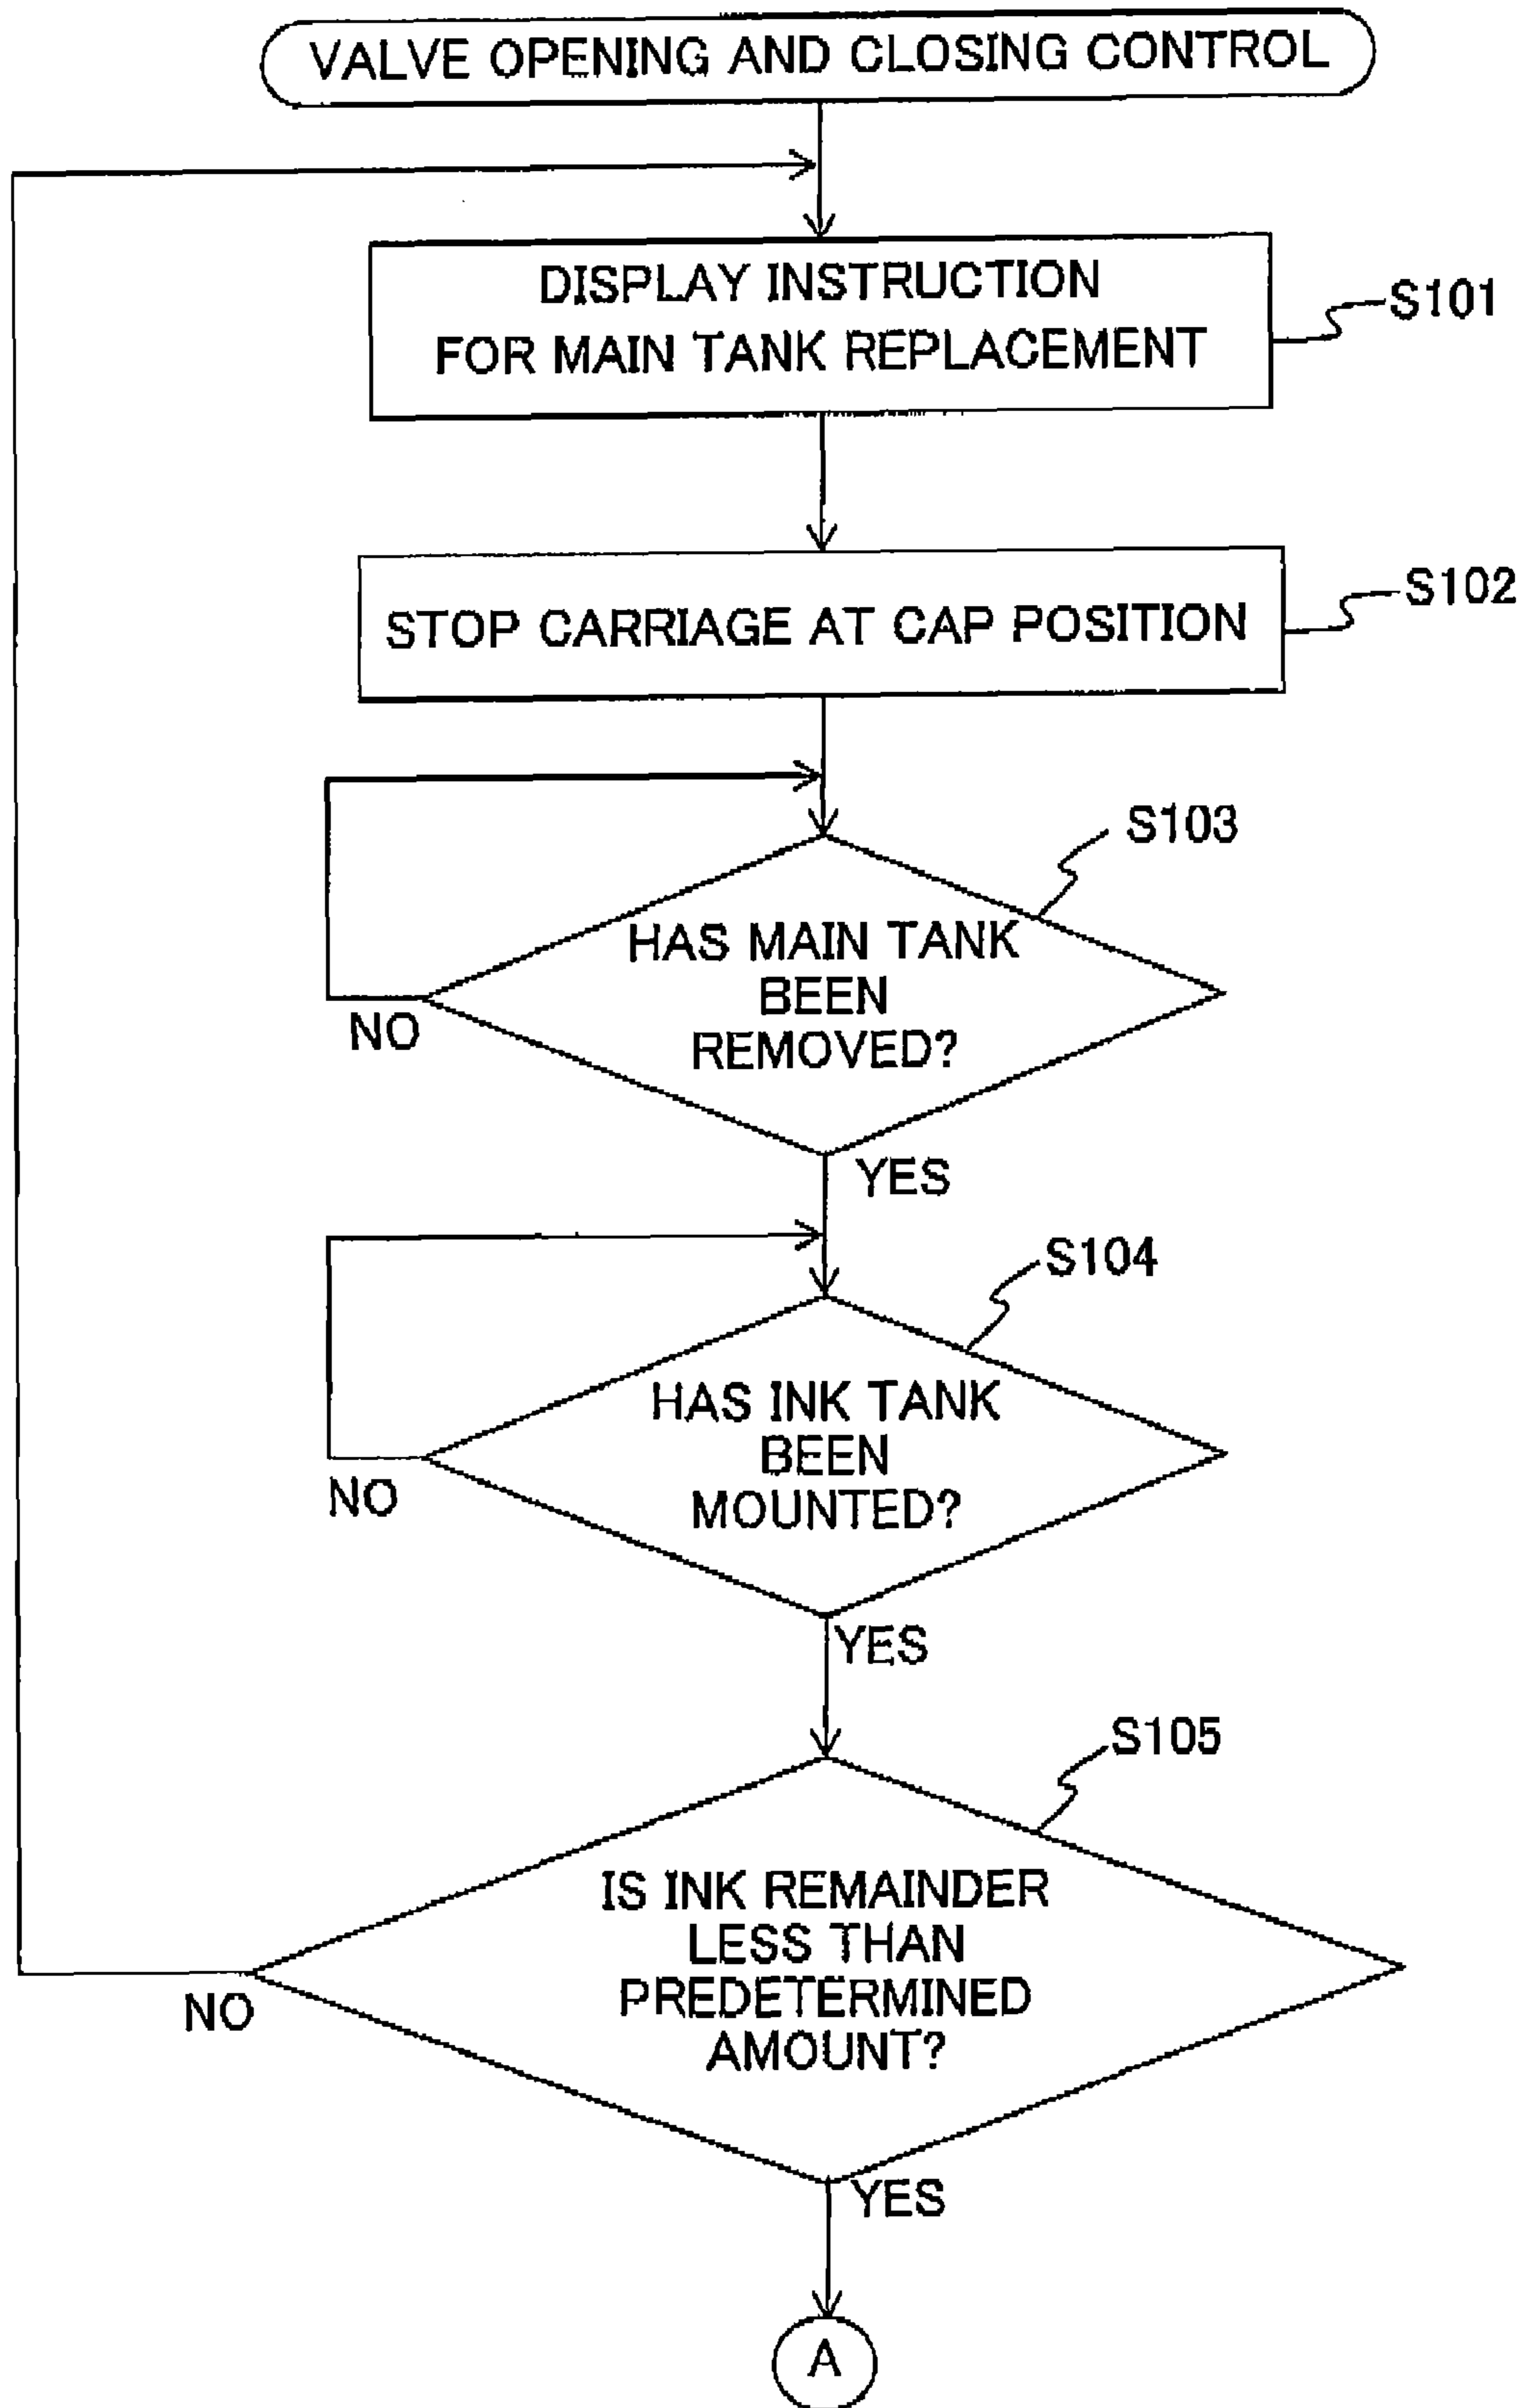 VALVE OPENING AND CLOSING CONTROL
DISPLAY INSTRUCTION
FOR MAIN TANK REPLACEMENT
S101
STOP CARRIAGE AT CAP POSITION
S102
S103
HAS MAIN TANK
BEEN
REMOVED?
NO
YES
S104
HAS INK TANK
BEEN
MOUNTED?
NO
YES
S105
IS INK REMAINDER
LESS THAN
PREDETERMINED
AMOUNT?
NO
YES
A